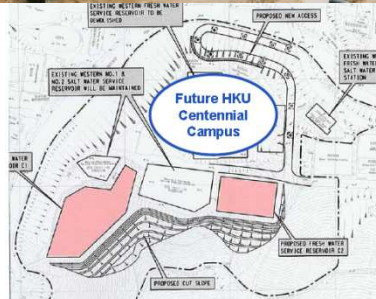 EXISTING WESTERN FRESH WATER
SERVICE RESERVOIR TO BE
DEMOLISHED
PROPOSED NEW ACCESS
EXISTING WESTERN NO.1 &
NO.2 SALT WATER SERVICE
RESERVOIR WILL BE MAINTAINED
Future HKU
Centennial
Campus
EXISTING W
FRESH WATER
SALT WATER
STATION
WATER
OIR C1
PROPOSED FRESH WATER
SERVICE RESERVOIR C2
PROPOSED CUT SLOPE